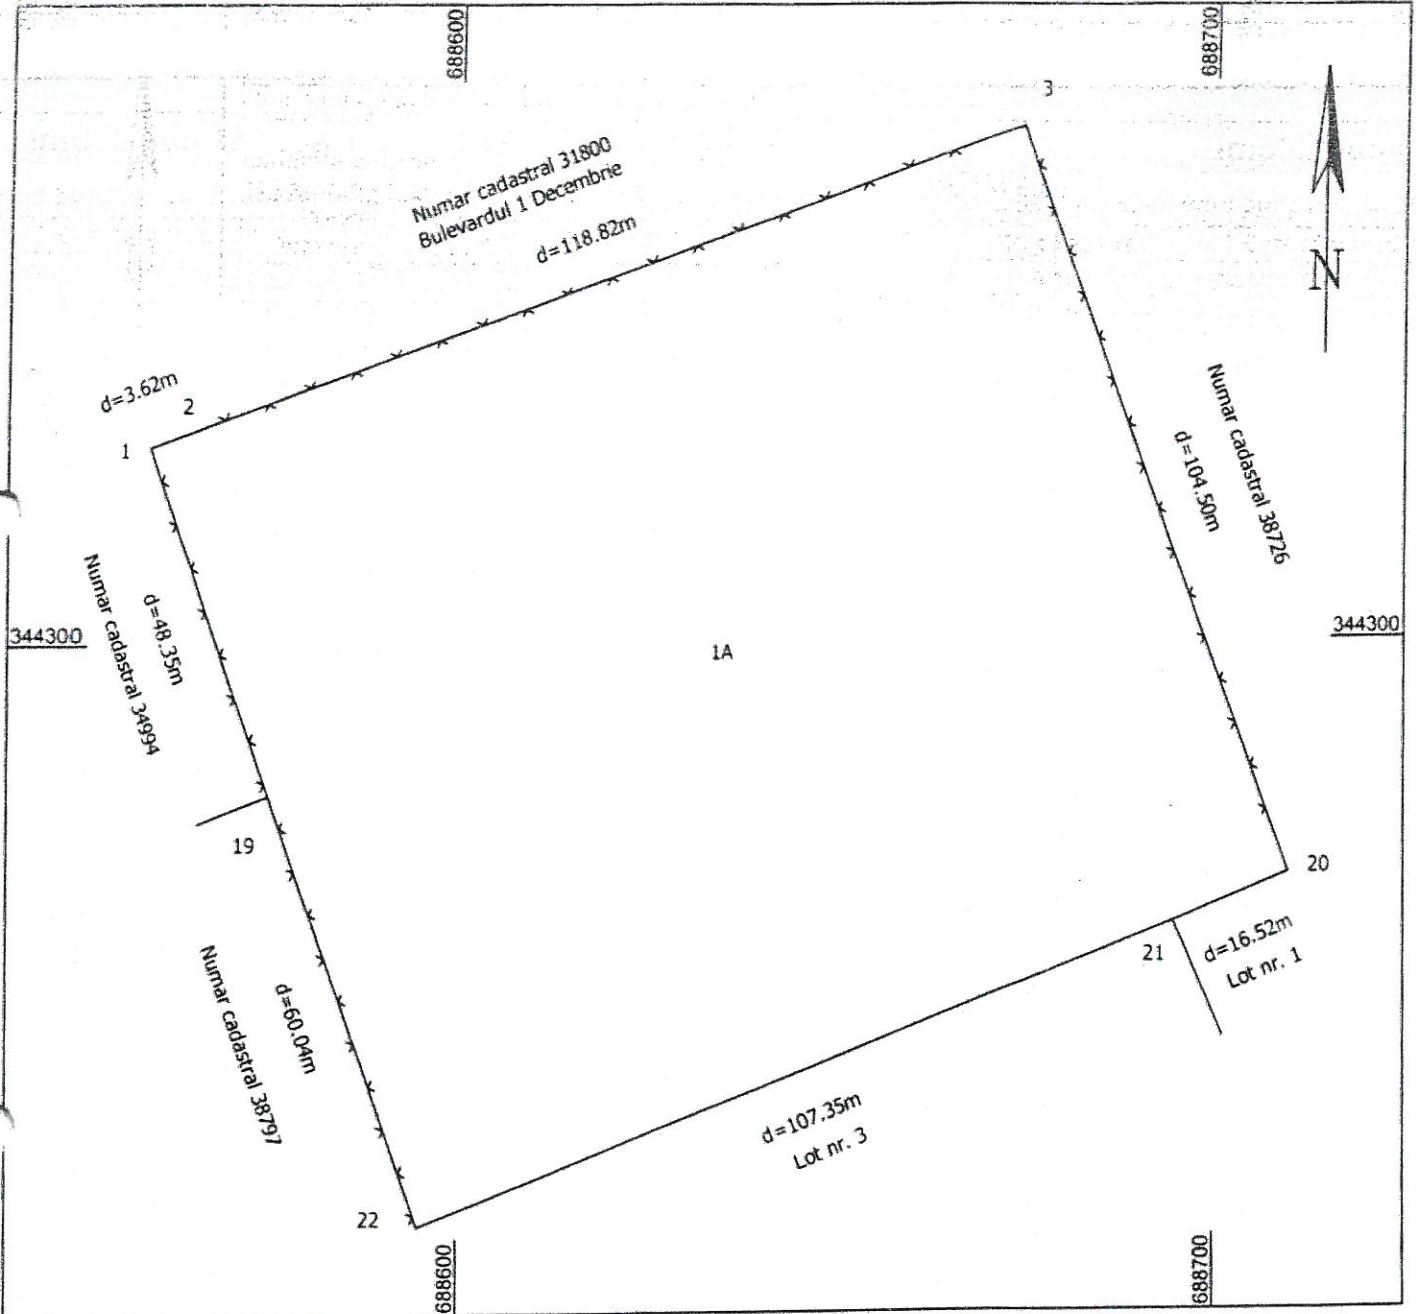 688600
688700
3
Numar cadastral 31800
Bulevardul 1 Decembrie
d=118.82m
N
d=3.62m
2
1
Numar cadastral 38726
d=104.50m
Numar cadastral 34994
d=48.35m
344300
344300
1A
19
20
21
d=16.52m
Lot nr. 1
Numar cadastral 38797
d=60.04m
d=107.35m
Lot nr. 3
22
688600
688700